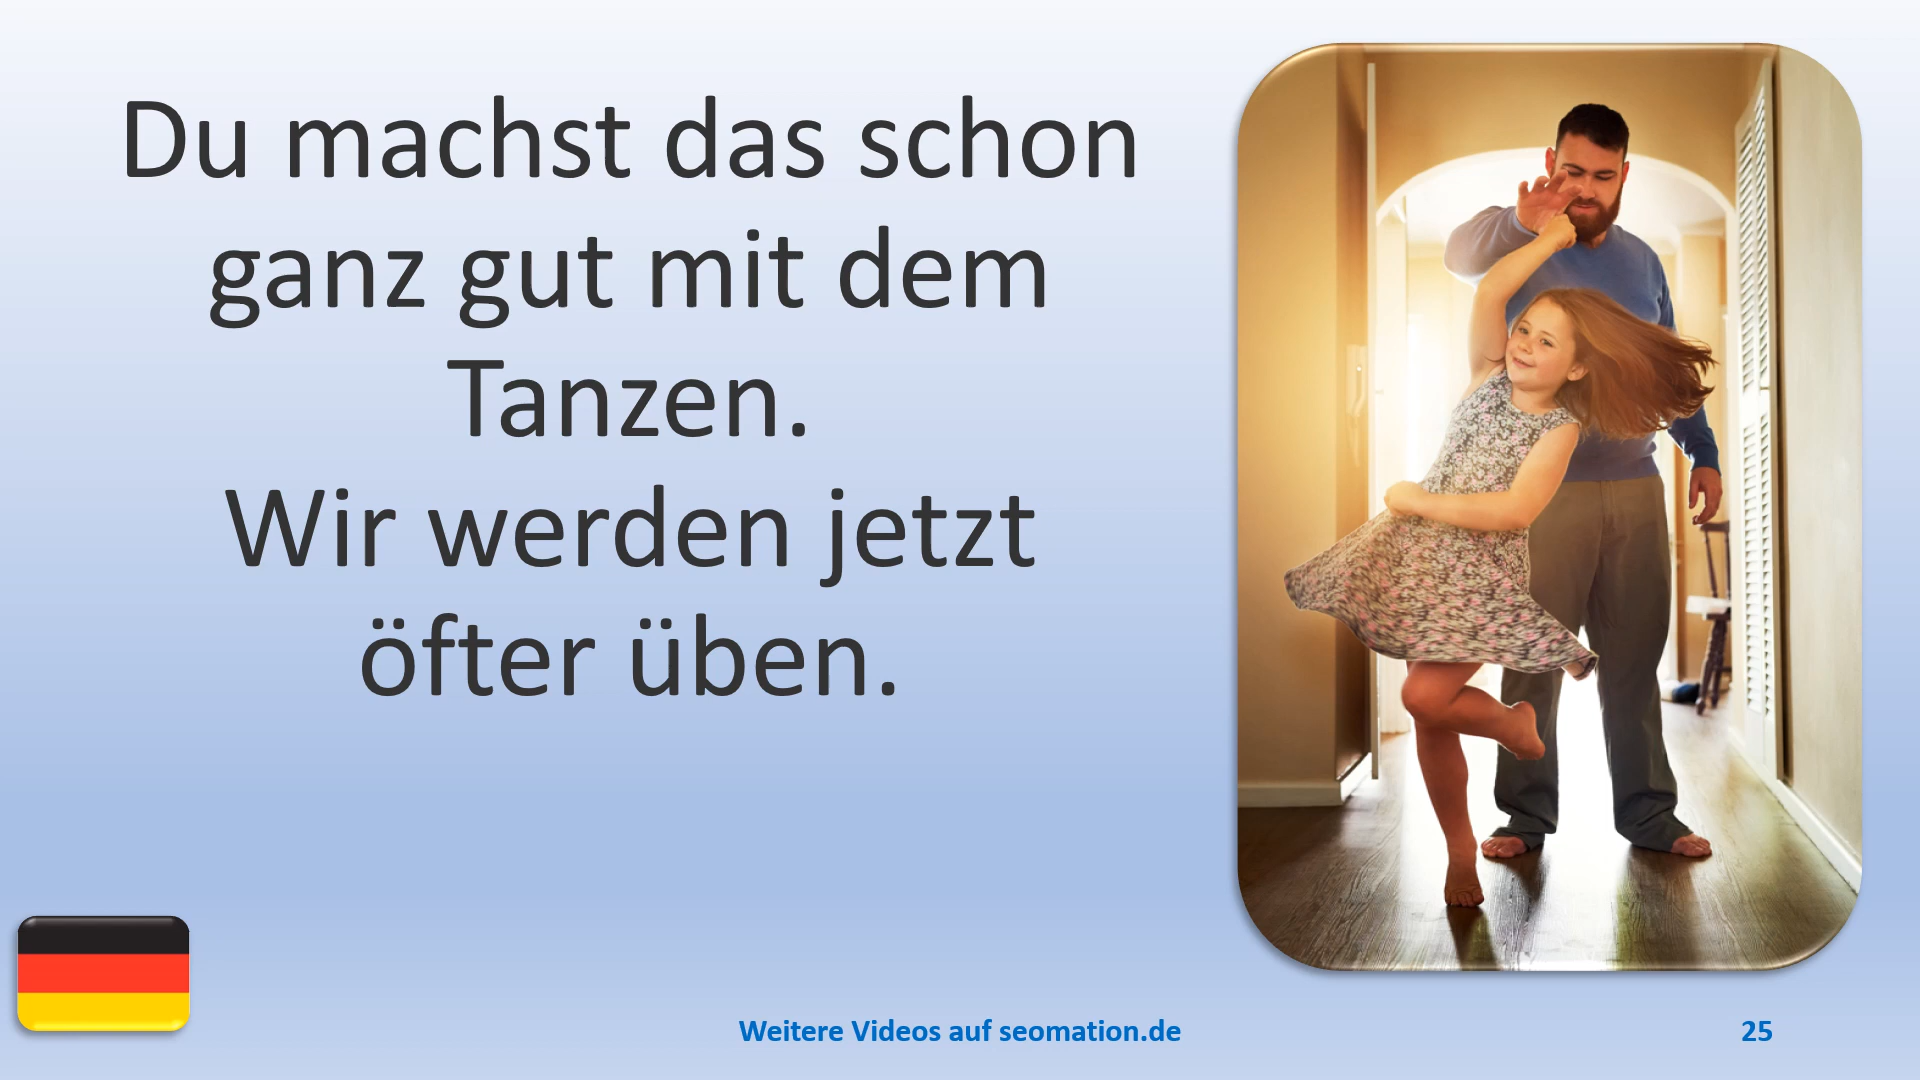 Du machst das schon
ganz gut mit dem
Tanzen.
Wir werden jetzt
öfter üben.
Weitere Videos auf seomation.de
25